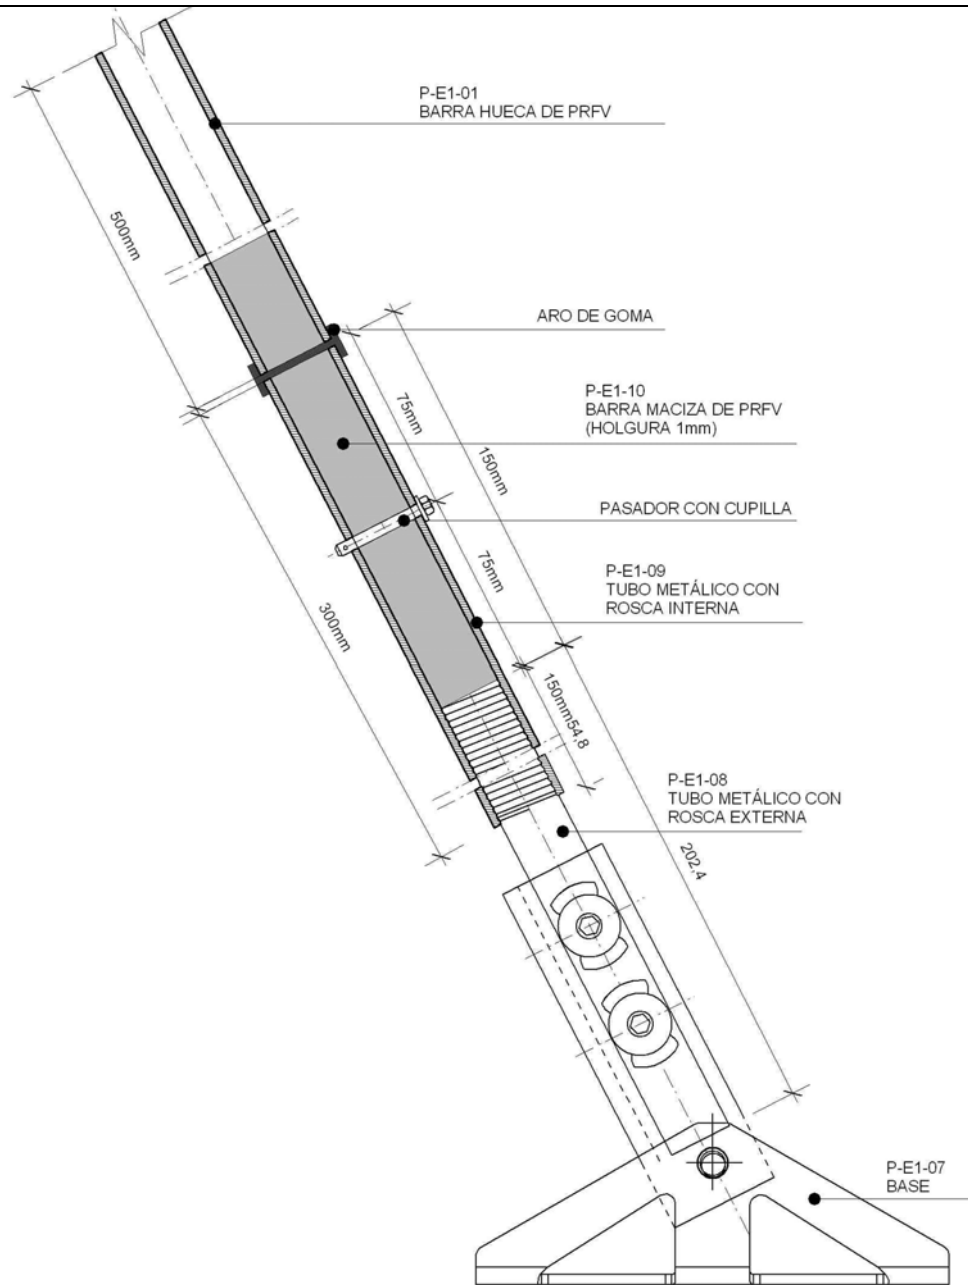 P-E1-01
BARRA HUECA DE PRFV
500mm
ARO DE GOMA
P-E1-10
BARRA MACIZA DE PRFV
(HOLGURA 1mm)
75mm
150mm
PASADOR CON CUPILLA
75mm
P-E1-09
TUBO METÁLICO CON
ROSCA INTERNA
300mm
150mm54,8
P-E1-08
TUBO METÁLICO CON
ROSCA EXTERNA
202,4
P-E1-07
BASE